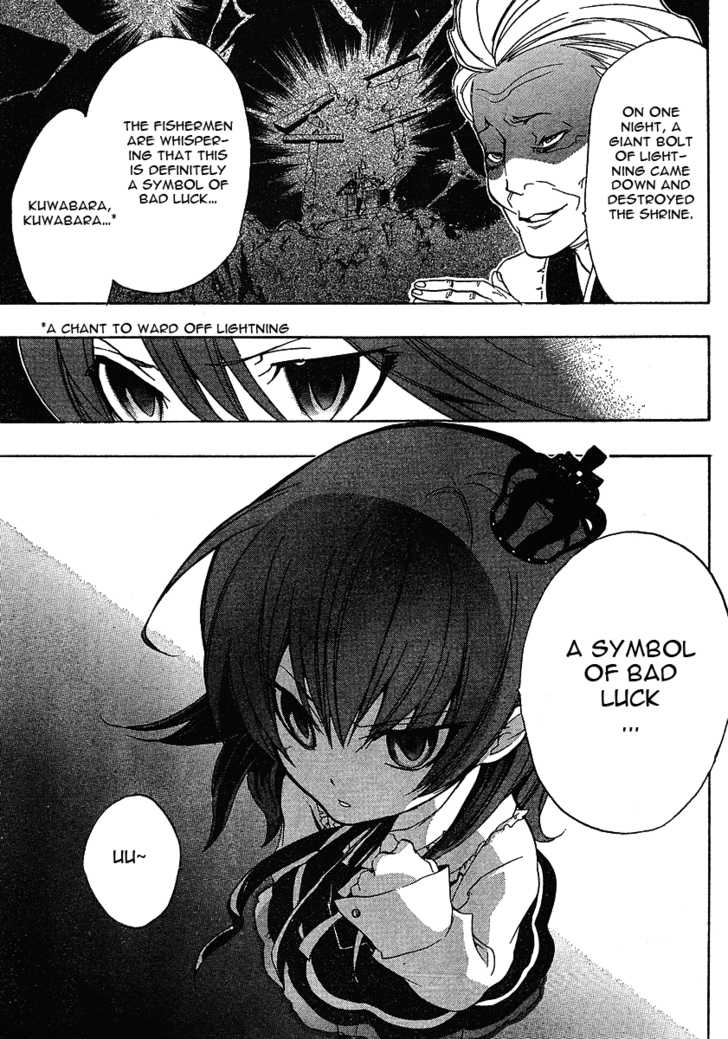 ON ONE
NIGHT, A
GIANT BOLT
OF LIGHT-
NING CAME
DOWN AND
DESTROYED
THE SHRINE.
THE FISHERMEN
ARE WHISPER-
ING THAT THIS
IS DEFINITELY
A SYMBOL OF
BAD LUCK...
KUWABARA,
KUWABARA...*
*A CHANT TO WARD OFF LIGHTNING
A SYMBOL
OF BAD
LUCK
...
UU~